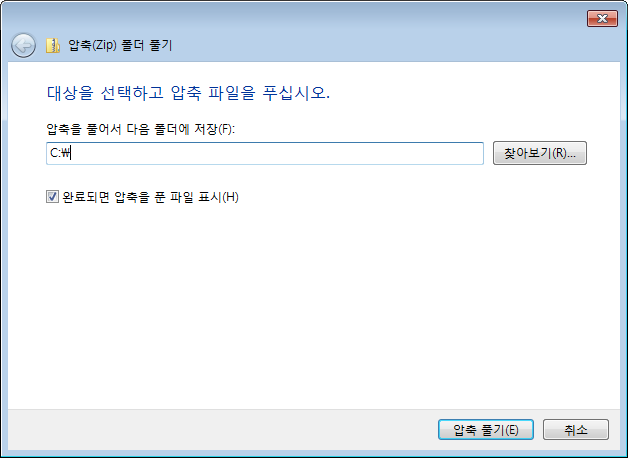 압축(Zip) 폴더 풀기
대상을 선택하고 압축 파일을 푸십시오.
압축을 풀어서 다음 폴더에 저장(F):
C:₩
찾아보기(R)...
완료되면 압축을 푼 파일 표시(H)
압축 풀기(E)
취소